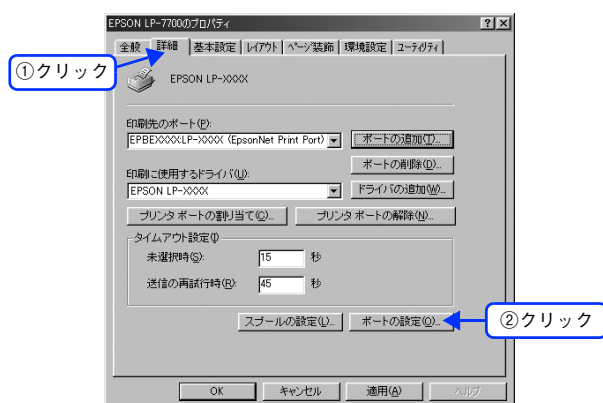 EPSON LP-7700のプロパティ
全般 詳細 基本設定 レイアウト ページ装飾 環境設定 ユーティリティ
①クリック
EPSON LP-XXXX
印刷先のポート(P):
EPBEXXXX:LP-XXXX (EpsonNet Print Port) ポートの追加(T)...
ポートの削除(D)...
印刷に使用するドライバ(U):
EPSON LP-XXXX ドライバの追加(W)...
プリンタ ポートの割り当て(C)... プリンタ ポートの解除(N)...
タイムアウト設定(I)
未選択時(S): 15 秒
送信の再試行時(R): 45 秒
スプールの設定(L)... ポートの設定(O)...
②クリック
OK キャンセル 適用(A) ヘルプ